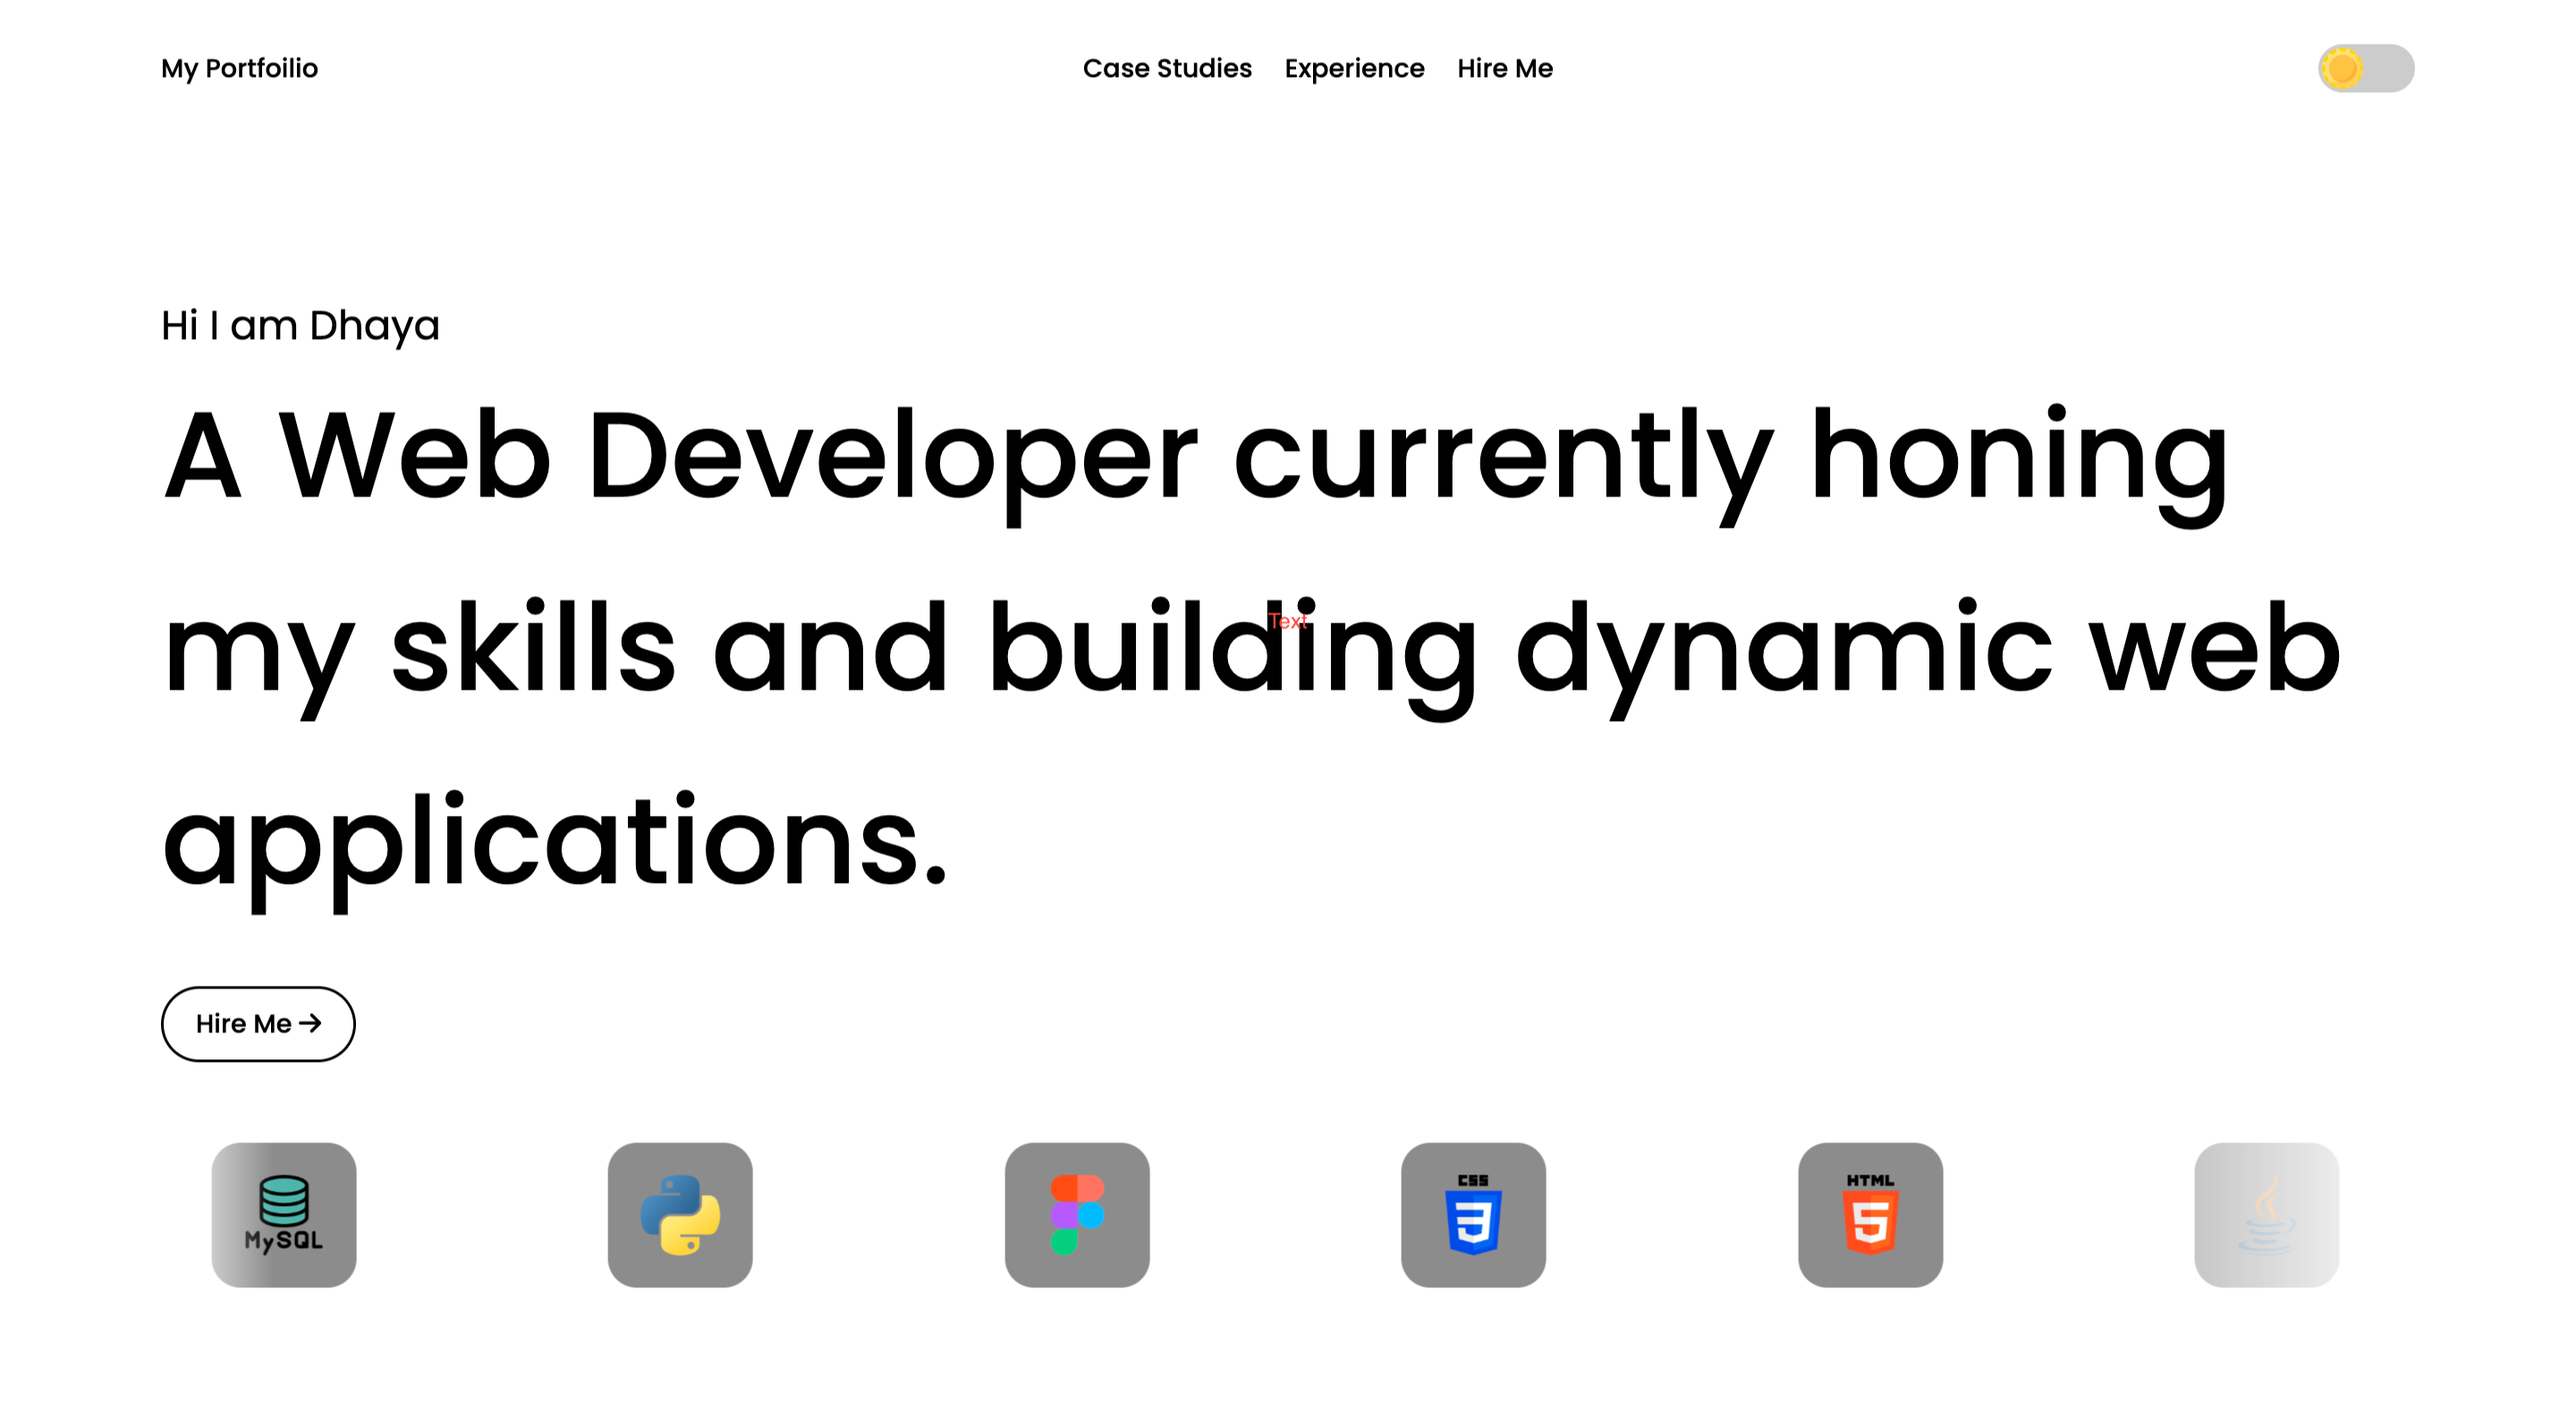 My Portfoilio
Case Studies
Experience
Hire Me
Hi I am Dhaya
A Web Developer currently honing
my skills and building dynamic web
Text
applications.
Hire Me →
MySQL
CSS
HTML